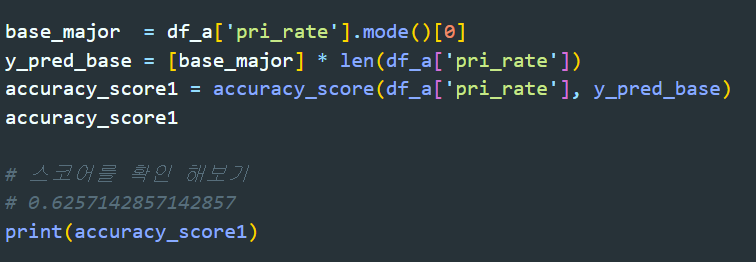 base_major  = df_a['pri_rate'].mode()[0]
y_pred_base = [base_major] * len(df_a['pri_rate'])
accuracy_score1 = accuracy_score(df_a['pri_rate'], y_pred_base)
accuracy_score1
# 스코어를 확인 해보기
# 0.6257142857142857
print(accuracy_score1)